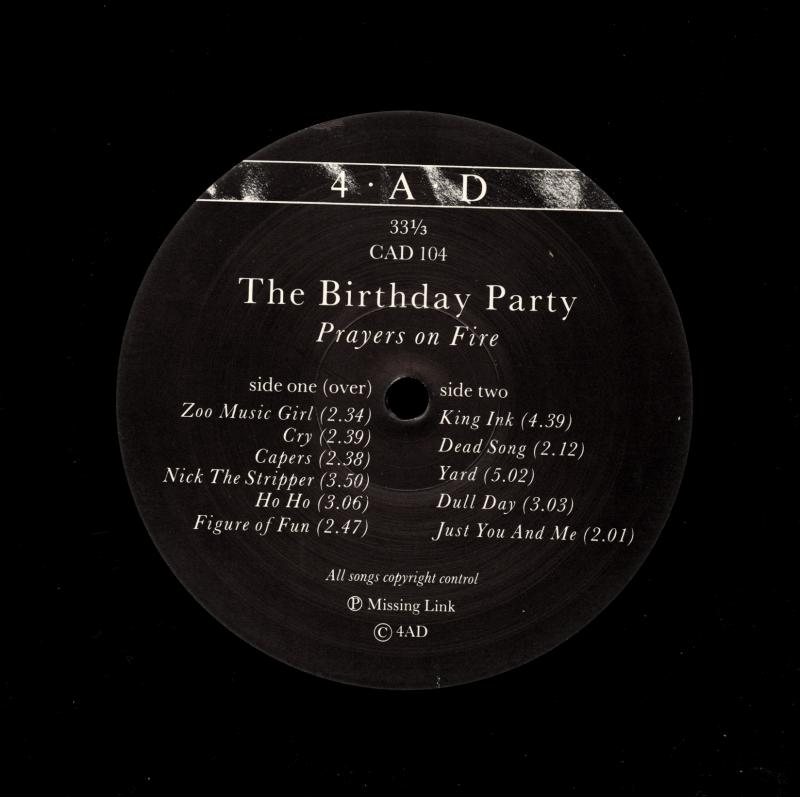 4·A·D
33⅓
CAD 104
The Birthday Party
Prayers on Fire
side one (over)
Zoo Music Girl (2.34)
Cry (2.39)
Capers (2.38)
Nick The Stripper (3.50)
Ho Ho (3.06)
Figure of Fun (2.47)
side two
King Ink (4.39)
Dead Song (2.12)
Yard (5.02)
Dull Day (3.03)
Just You And Me (2.01)
All songs copyright control
Ⓟ Missing Link
© 4AD